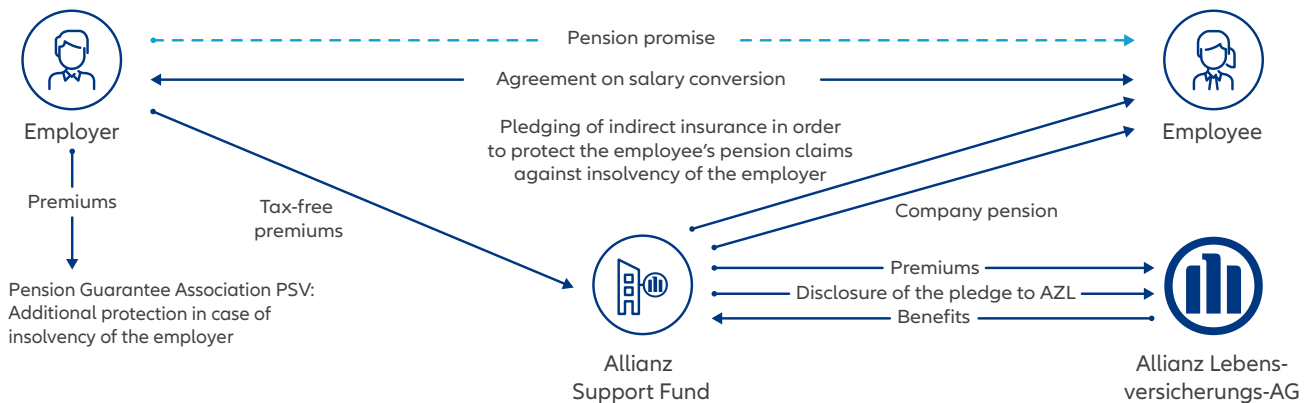 Pension promise
Agreement on salary conversion
Employer
Employee
Pledging of indirect insurance in order
to protect the employee’s pension claims
against insolvency of the employer
Premiums
Tax-free
premiums
Company pension
Pension Guarantee Association PSV:
Additional protection in case of
insolvency of the employer
Premiums
Disclosure of the pledge to AZL
Benefits
Allianz
Support Fund
Allianz Lebens-
versicherungs-AG